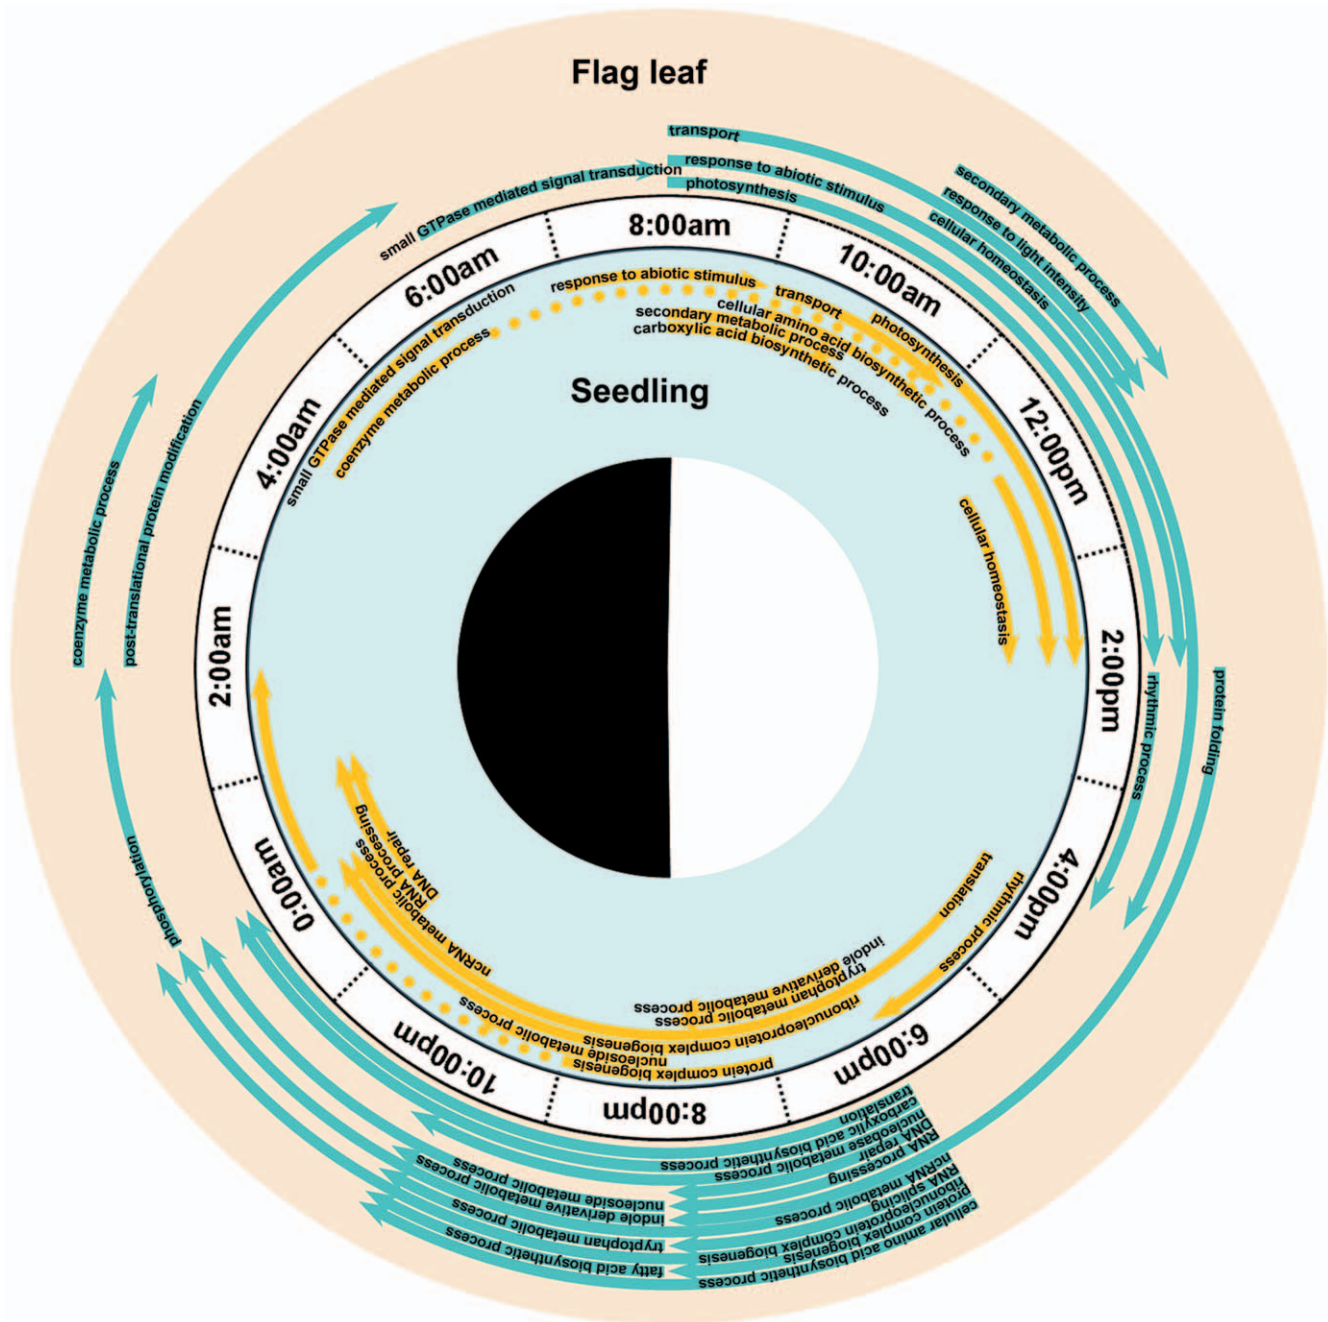 Flag leaf
transport
response to abiotic stimulus
photosynthesis
small GTPase mediated signal transduction
secondary metabolic process
response to light intensity
cellular homeostasis
post-translational protein modification
coenzyme metabolic process
phosphorylation
protein folding
rhythmic process
8:00am
10:00am
12:00pm
2:00pm
4:00pm
6:00pm
8:00pm
10:00pm
0:00am
2:00am
4:00am
6:00am
Seedling
response to abiotic stimulus
transport
photosynthesis
cellular amino acid biosynthetic process
secondary metabolic process
carboxylic acid biosynthetic process
small GTPase mediated signal transduction
coenzyme metabolic process
cellular homeostasis
translation
rhythmic process
indole derivative metabolic process
tryptophan metabolic process
ribonucleoprotein complex biogenesis
nucleoside metabolic process
protein complex biogenesis
ncRNA metabolic process
RNA processing
DNA repair
translation
carboxylic acid biosynthetic process
nucleobase metabolic process
DNA repair
RNA processing
ncRNA metabolic process
RNA splicing
ribonucleoprotein complex biogenesis
protein complex biogenesis
cellular amino acid biosynthetic process
nucleoside metabolic process
indole derivative metabolic process
tryptophan metabolic process
fatty acid biosynthetic process